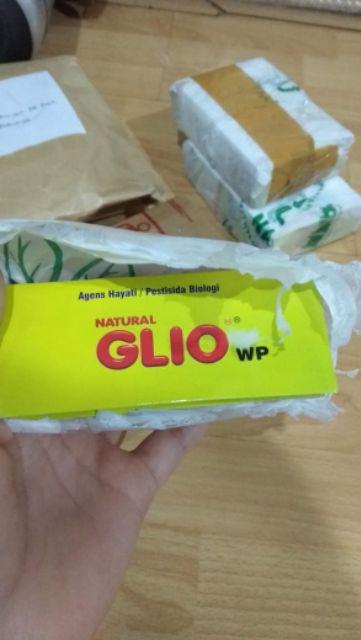 Agens Hayati / Pestisida Biologi
NATURAL
GLIO WP